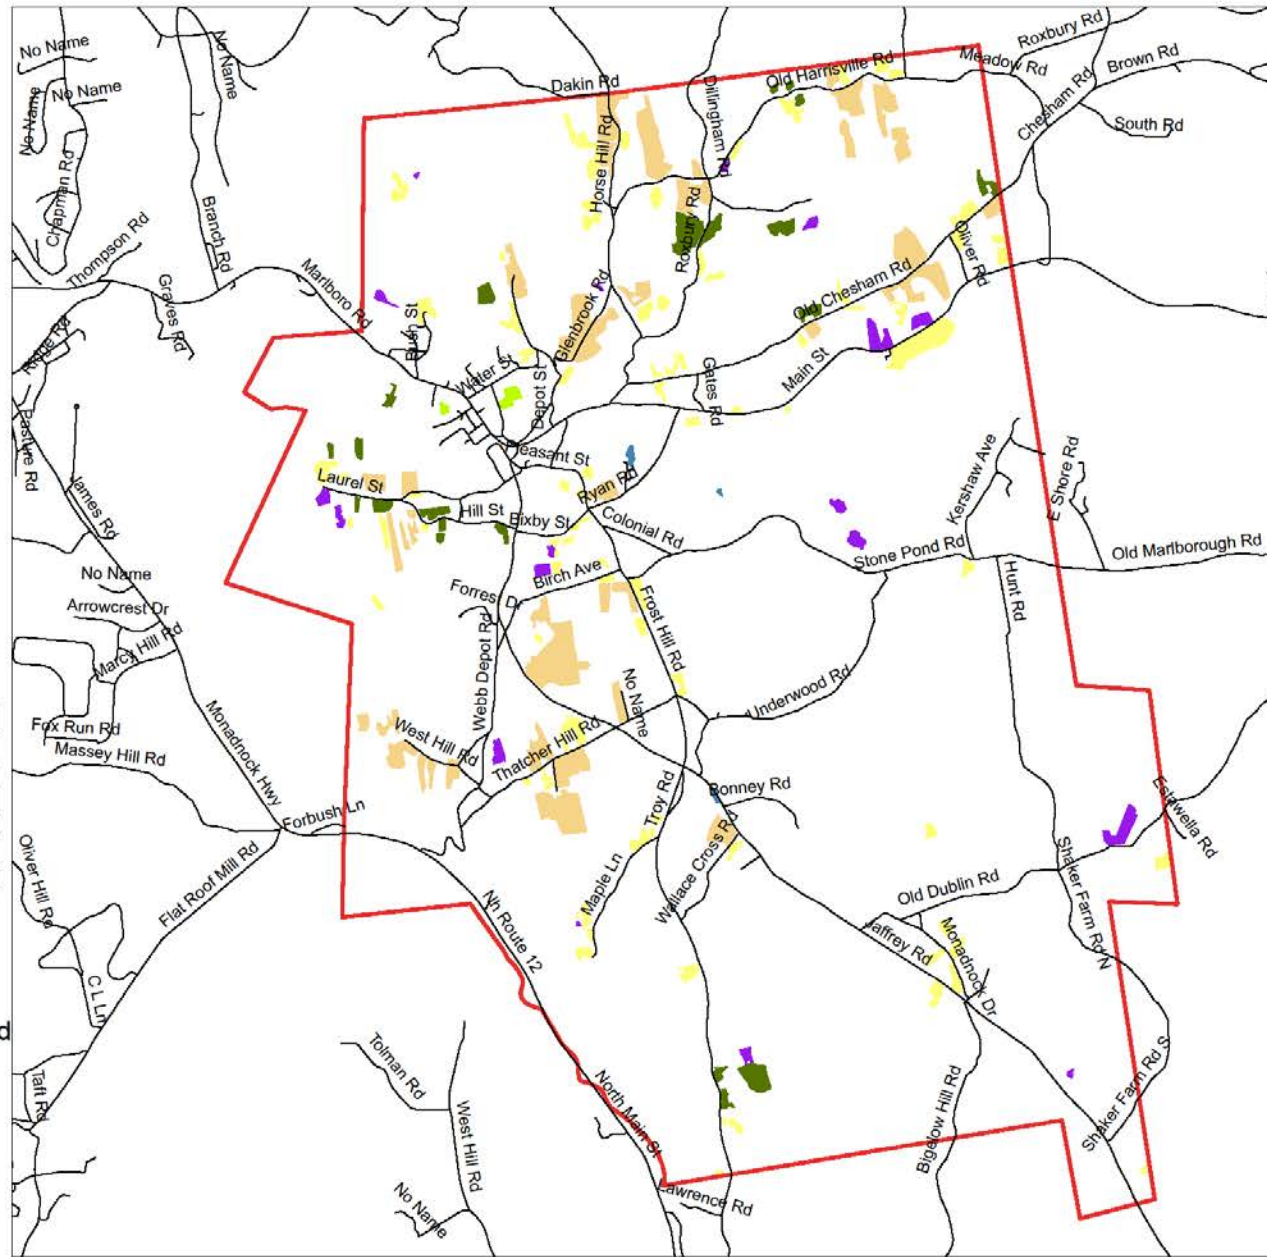 No Name
No Name
No Name
No Name
Chapman Rd
Thompson Rd
Branch Rd
Graves Rd
Marlboro Rd
Rush St
Water St
Depot St
Glenbrook Rd
Horse Hill Rd
Dakin Rd
Dillingham Rd
Roxbury Rd
Old Harrisville Rd
Meadow Rd
Roxbury Rd
Brown Rd
Chesham Rd
South Rd
Oliver Rd
Old Chesham Rd
Main St
Gates Rd
Pleasant St
Ryan Rd
Laurel St
Hill St
Bixby St
Colonial Rd
Birch Ave
Forrest Dr
Frost Hill Rd
Stone Pond Rd
Kershaw Ave
E Shore Rd
Old Marlborough Rd
Hunt Rd
Pasture Rd
James Rd
No Name
Arrowcrest Dr
Marcy Hill Rd
Fox Run Rd
Massey Hill Rd
Monadnock Hwy
Forbush Ln
Webb Depot Rd
West Hill Rd
Thatcher Hill Rd
No Name
Underwood Rd
Bonney Rd
Troy Rd
Wallace Cross Rd
Maple Ln
Oliver Hill Rd
Flat Roof Mill Rd
C L Ln
Nh Route 12
Old Dublin Rd
Jaffrey Rd
Monadnock Dr
Shaker Farm Rd N
Estawella Rd
Shaker Farm Rd S
Bigelow Hill Rd
Taft Rd
Tolman Rd
West Hill Rd
No Name
North Main St
Lawrence Rd
d